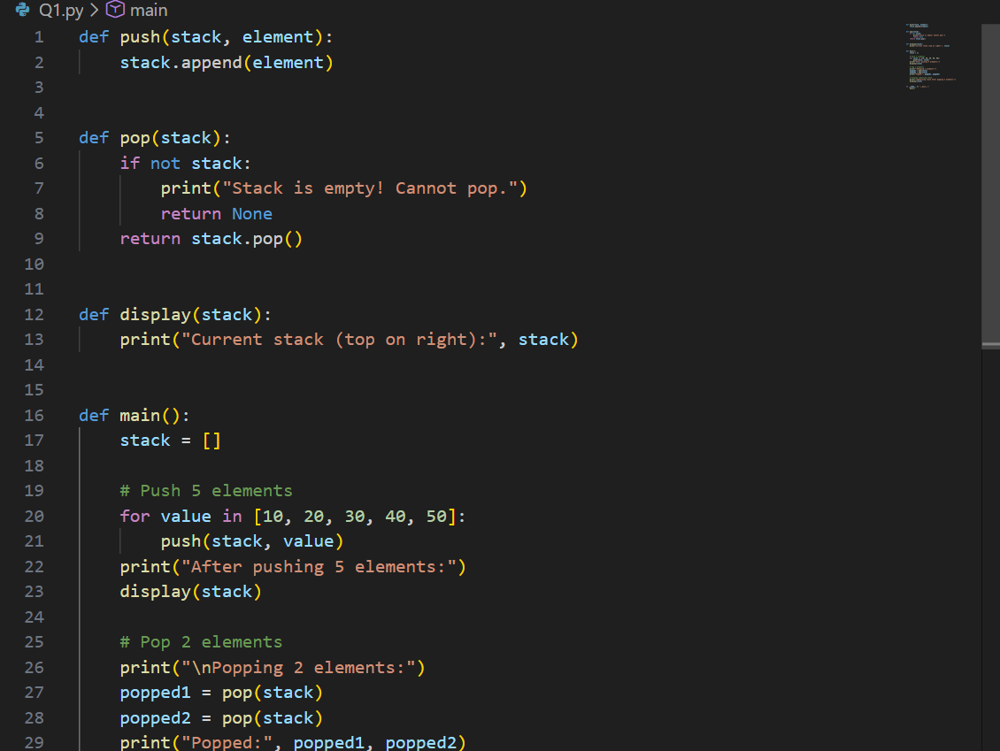 Q1.py > main
1 def push(stack, element):
2     stack.append(element)
3
4
5 def pop(stack):
6     if not stack:
7         print("Stack is empty! Cannot pop.")
8         return None
9     return stack.pop()
10
11
12 def display(stack):
13     print("Current stack (top on right):", stack)
14
15
16 def main():
17     stack = []
18
19     # Push 5 elements
20     for value in [10, 20, 30, 40, 50]:
21         push(stack, value)
22     print("After pushing 5 elements:")
23     display(stack)
24
25     # Pop 2 elements
26     print("\nPopping 2 elements:")
27     popped1 = pop(stack)
28     popped2 = pop(stack)
29     print("Popped:", popped1, popped2)